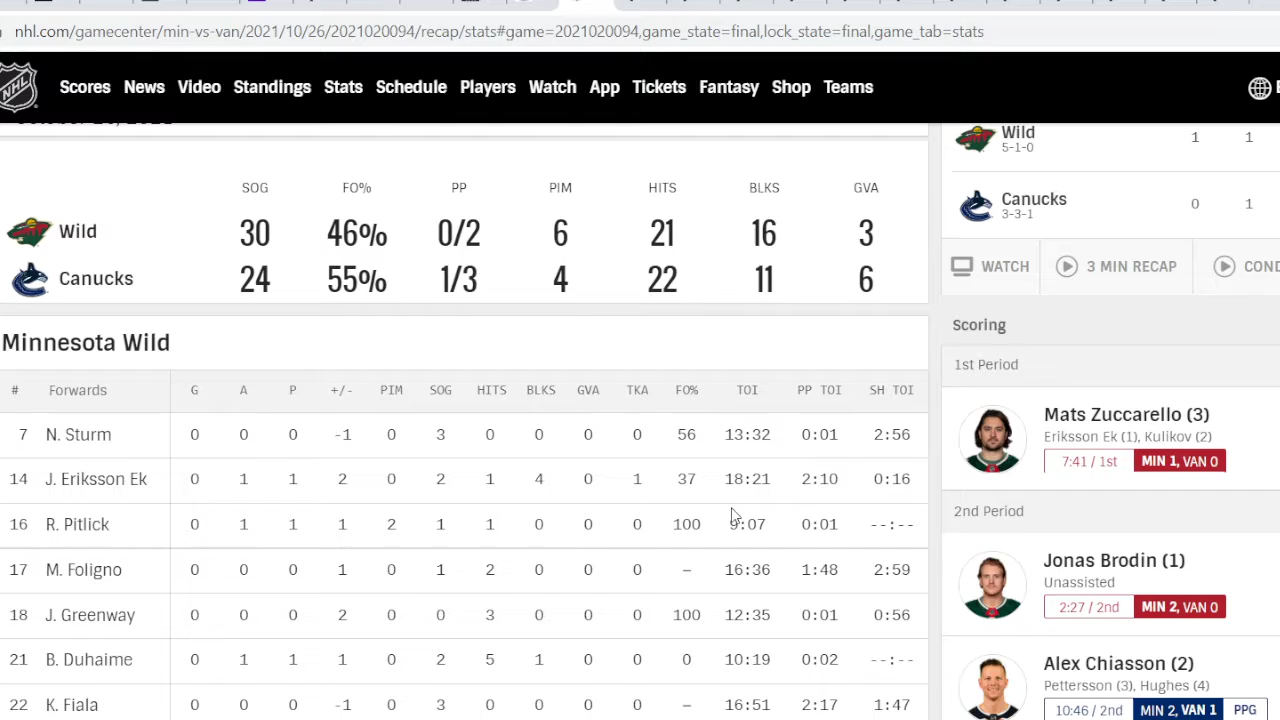 nhl.com/gamecenter/min-vs-van/2021/10/26/2021020094/recap/stats#game=2021020094,game_state=final,lock_state=final,game_tab=stats
NHL
Scores News Video Standings Stats Schedule Players Watch App Tickets Fantasy Shop Teams
SOG FO% PP PIM HITS BLKS GVA
Wild 30 46% 0/2 6 21 16 3
Canucks 24 55% 1/3 4 22 11 6
Minnesota Wild
# Forwards G A P +/- PIM SOG HITS BLKS GVA TKA FO% TOI PP TOI SH TOI
7 N. Sturm 0 0 0 -1 0 3 0 0 0 0 56 13:32 0:01 2:56
14 J. Eriksson Ek 0 1 1 2 0 2 1 4 0 1 37 18:21 2:10 0:16
16 R. Pitlick 0 1 1 1 2 1 1 0 0 0 100 9:07 0:01 --:--
17 M. Foligno 0 0 0 1 0 1 2 0 0 0 – 16:36 1:48 2:59
18 J. Greenway 0 0 0 2 0 0 3 0 0 0 100 12:35 0:01 0:56
21 B. Duhaime 0 1 1 1 0 2 5 1 0 0 0 10:19 0:02 --:--
22 K. Fiala 0 0 0 -1 0 3 0 0 0 0 – 16:51 2:17 1:47
Wild 1 1
5-1-0
Canucks 0 1
3-3-1
WATCH 3 MIN RECAP COND
Scoring
1st Period
Mats Zuccarello (3)
Eriksson Ek (1), Kulikov (2)
7:41 / 1st MIN 1, VAN 0
2nd Period
Jonas Brodin (1)
Unassisted
2:27 / 2nd MIN 2, VAN 0
Alex Chiasson (2)
Pettersson (3), Hughes (4)
10:46 / 2nd MIN 2, VAN 1 PPG